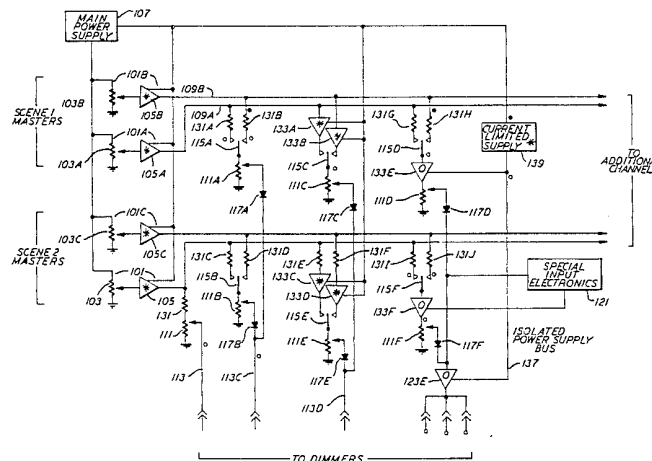 MAIN
POWER
SUPPLY
107
101B
103B
*
105B
109B
109A
131A
131B
115A
111A
117A
133A
*
133B
*
115C
111C
117C
131G
131H
115D
133E
0
111D
117D
CURRENT
LIMITED *
SUPPLY
139
SCENE 1
MASTERS
101A
103A
*
105A
TO
ADDITIONAL
CHANNEL
SCENE 2
MASTERS
101C
103C
*
105C
101
103
*
105
131
111
113
131C
131D
115B
111B
117B
113C
131E
131F
133C
*
133D
*
115E
111E
117E
113D
131I
131J
115F
133F
0
111F
117F
SPECIAL
INPUT
ELECTRONICS
121
ISOLATED
POWER SUPPLY
BUS
137
123E
0
TO DIMMERS